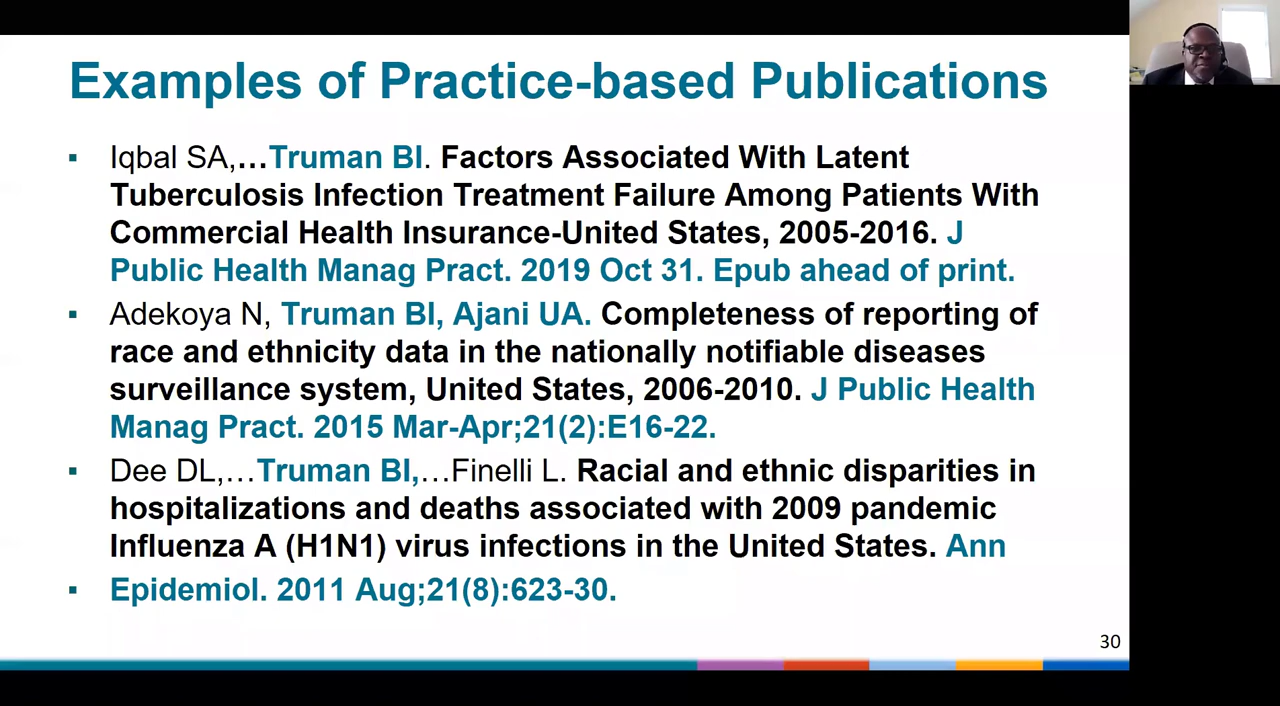 Examples of Practice-based Publications
▪ Iqbal SA,…Truman BI. Factors Associated With Latent
Tuberculosis Infection Treatment Failure Among Patients With
Commercial Health Insurance-United States, 2005-2016. J
Public Health Manag Pract. 2019 Oct 31. Epub ahead of print.
▪ Adekoya N, Truman BI, Ajani UA. Completeness of reporting of
race and ethnicity data in the nationally notifiable diseases
surveillance system, United States, 2006-2010. J Public Health
Manag Pract. 2015 Mar-Apr;21(2):E16-22.
▪ Dee DL,…Truman BI,…Finelli L. Racial and ethnic disparities in
hospitalizations and deaths associated with 2009 pandemic
Influenza A (H1N1) virus infections in the United States. Ann
▪ Epidemiol. 2011 Aug;21(8):623-30.
30